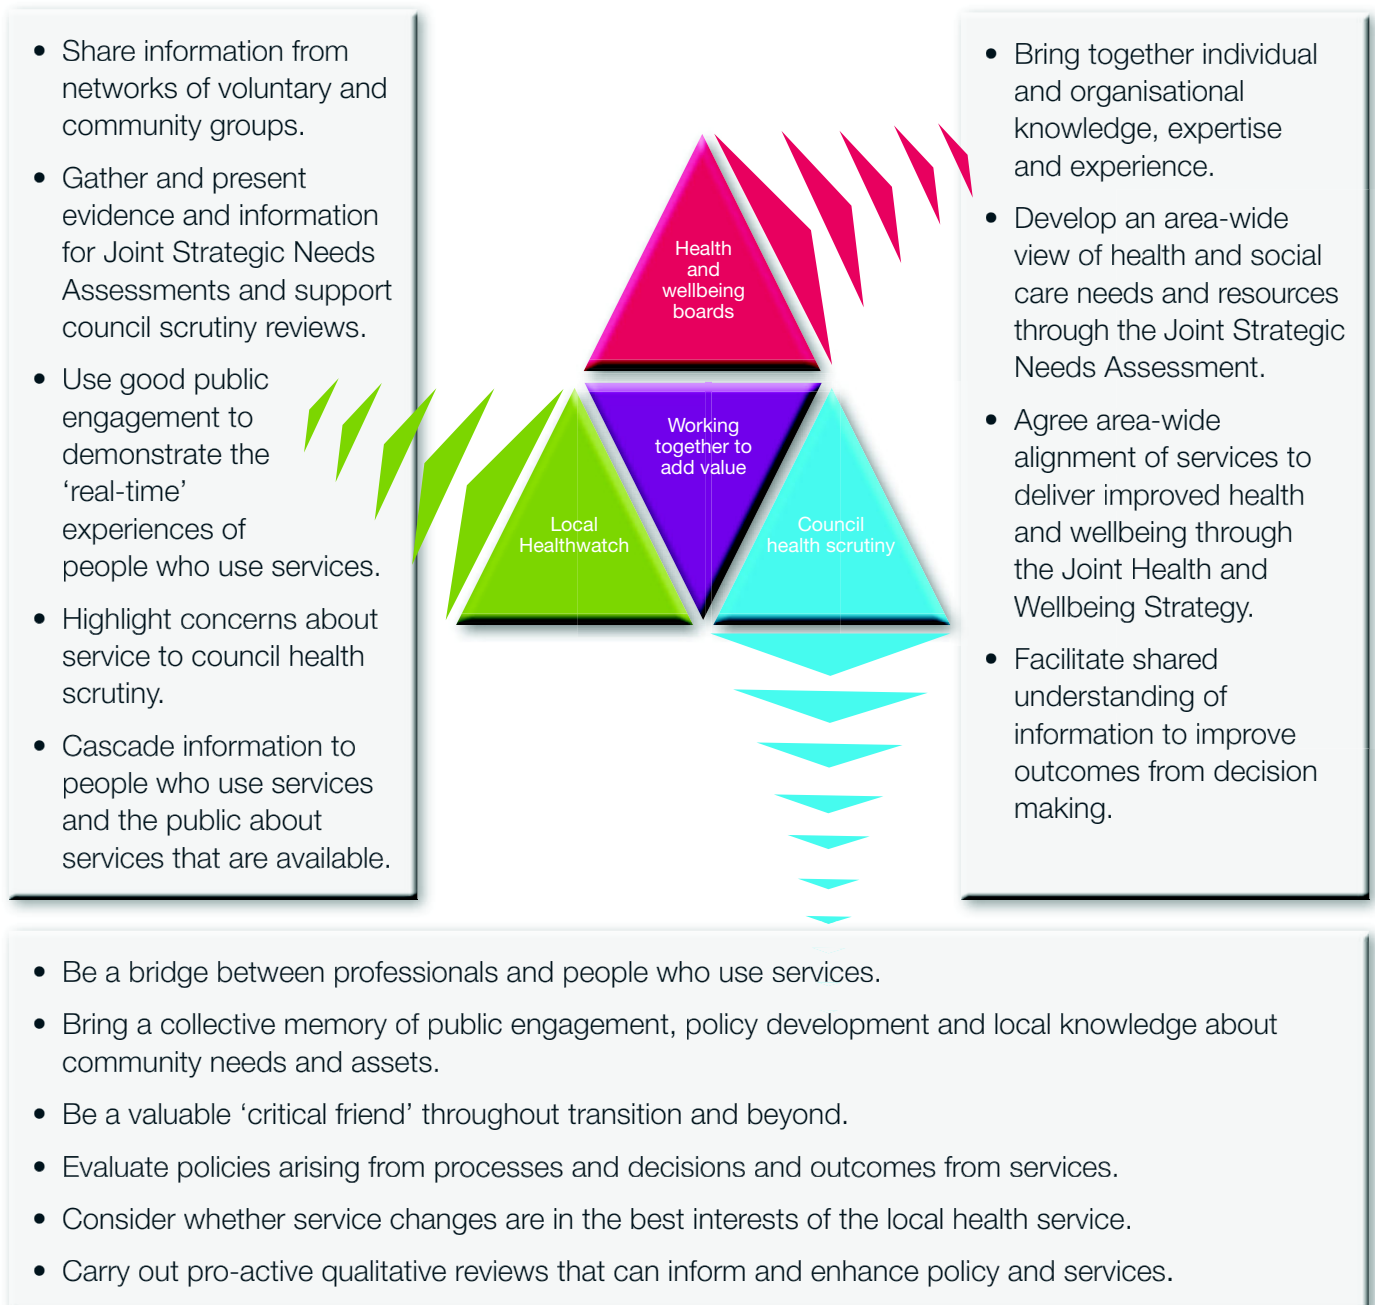 • Share information from
networks of voluntary and
community groups.
• Gather and present
evidence and information
for Joint Strategic Needs
Assessments and support
council scrutiny reviews.
• Use good public
engagement to
demonstrate the
‘real-time’
experiences of
people who use services.
• Highlight concerns about
service to council health
scrutiny.
• Cascade information to
people who use services
and the public about
services that are available.
Health
and
wellbeing
boards
Working
together to
add value
Local
Healthwatch
Council
health scrutiny
• Bring together individual
and organisational
knowledge, expertise
and experience.
• Develop an area-wide
view of health and social
care needs and resources
through the Joint Strategic
Needs Assessment.
• Agree area-wide
alignment of services to
deliver improved health
and wellbeing through
the Joint Health and
Wellbeing Strategy.
• Facilitate shared
understanding of
information to improve
outcomes from decision
making.
• Be a bridge between professionals and people who use services.
• Bring a collective memory of public engagement, policy development and local knowledge about
community needs and assets.
• Be a valuable ‘critical friend’ throughout transition and beyond.
• Evaluate policies arising from processes and decisions and outcomes from services.
• Consider whether service changes are in the best interests of the local health service.
• Carry out pro-active qualitative reviews that can inform and enhance policy and services.